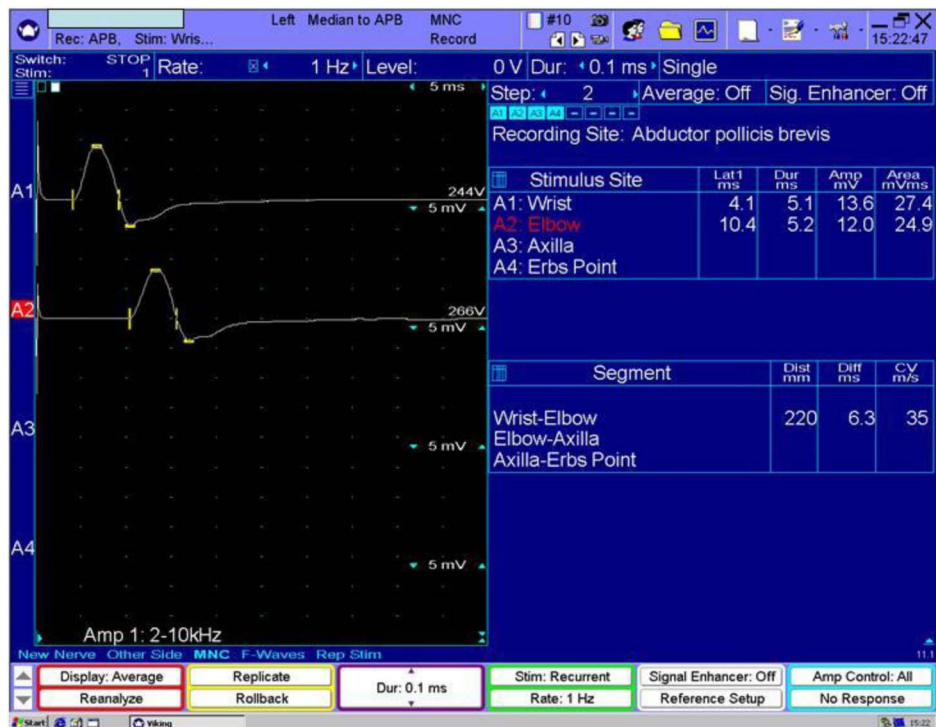 Left Median to APB MNC #10
Rec: APB, Stim: Wris... Record 15:22:47
Switch: STOP Rate: 1 Hz Level: 0 V Dur: 0.1 ms Single
Stim: 1
5 ms Step: 2 Average: Off Sig. Enhancer: Off
A1 A2 A3 A4
Recording Site: Abductor pollicis brevis
Stimulus Site Lat1 ms Dur ms Amp mV Area mVms
A1 244V A1: Wrist 4.1 5.1 13.6 27.4
5 mV A2: Elbow 10.4 5.2 12.0 24.9
A3: Axilla
A4: Erbs Point
A2 266V
5 mV
Segment Dist mm Diff ms CV m/s
A3 Wrist-Elbow 220 6.3 35
5 mV Elbow-Axilla
Axilla-Erbs Point
A4
5 mV
Amp 1: 2-10kHz
New Nerve Other Side MNC F-Waves Rep Stim 11.1
Display: Average Replicate Dur: 0.1 ms Stim: Recurrent Signal Enhancer: Off Amp Control: All
Reanalyze Rollback Rate: 1 Hz Reference Setup No Response
Start Viking 15:22